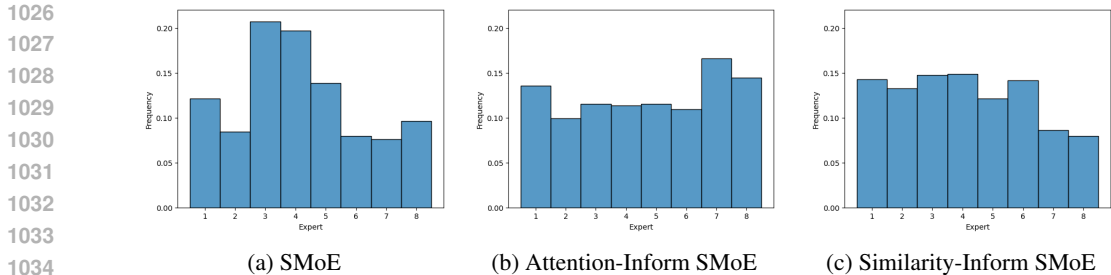 1026
1027
1028
1029
1030
1031
1032
1033
1034
0.20
0.15
0.10
0.05
0.00
Frequency
1 2 3 4 5 6 7 8
Expert
(a) SMoE
0.20
0.15
0.10
0.05
0.00
Frequency
1 2 3 4 5 6 7 8
Expert
(b) Attention-Inform SMoE
0.20
0.15
0.10
0.05
0.00
Frequency
1 2 3 4 5 6 7 8
Expert
(c) Similarity-Inform SMoE